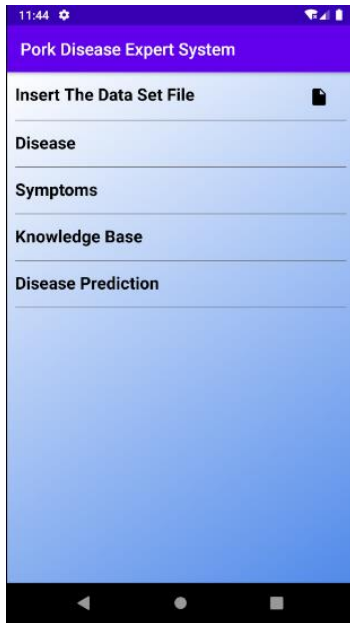 11:44
Pork Disease Expert System
Insert The Data Set File
Disease
Symptoms
Knowledge Base
Disease Prediction